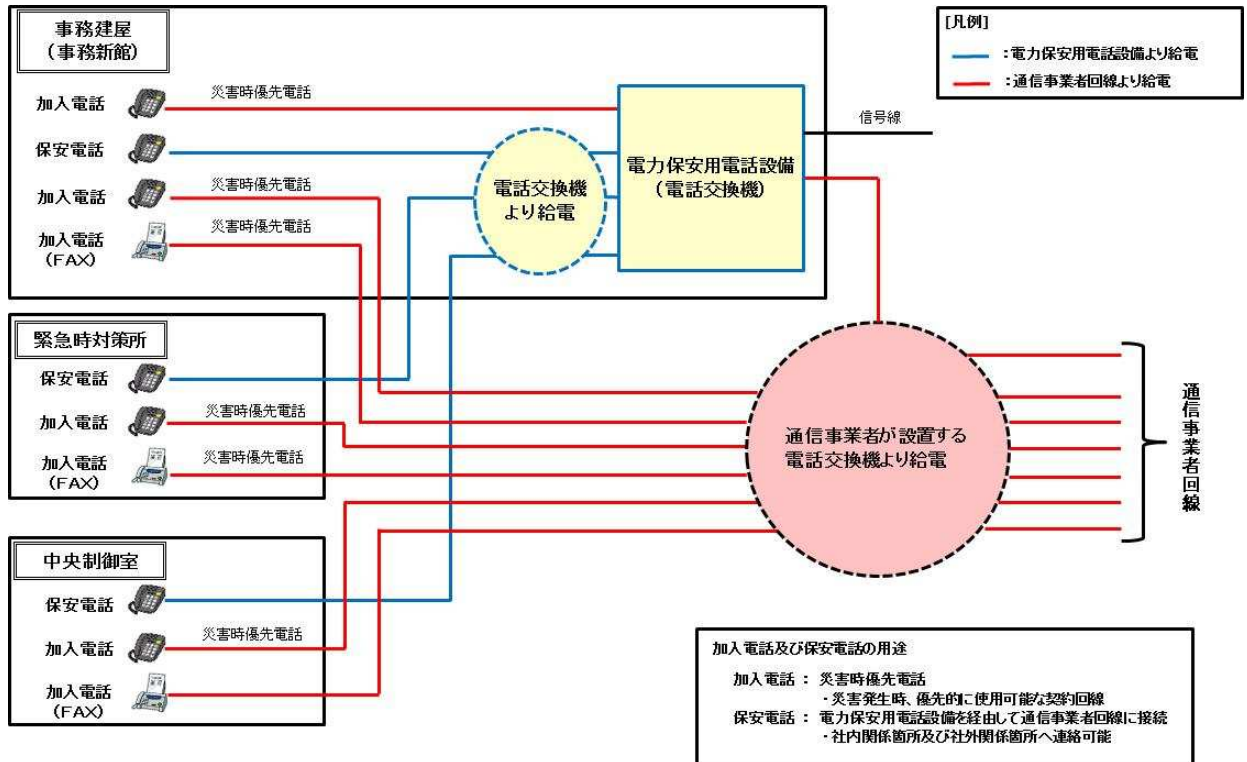 事務建屋
（事務新館）
加入電話
災害時優先電話
保安電話
加入電話
災害時優先電話
加入電話
(FAX)
災害時優先電話
電話交換機
より給電
電力保安用電話設備
（電話交換機）
信号線
[凡例]
：電力保安用電話設備より給電
：通信事業者回線より給電
緊急時対策所
保安電話
加入電話
災害時優先電話
加入電話
(FAX)
災害時優先電話
中央制御室
保安電話
加入電話
災害時優先電話
加入電話
(FAX)
通信事業者が設置する
電話交換機より給電
通信事業者回線
加入電話及び保安電話の用途
加入電話 ： 災害時優先電話
・災害発生時、優先的に使用可能な契約回線
保安電話 ： 電力保安用電話設備を経由して通信事業者回線に接続
・社内関係箇所及び社外関係箇所へ連絡可能